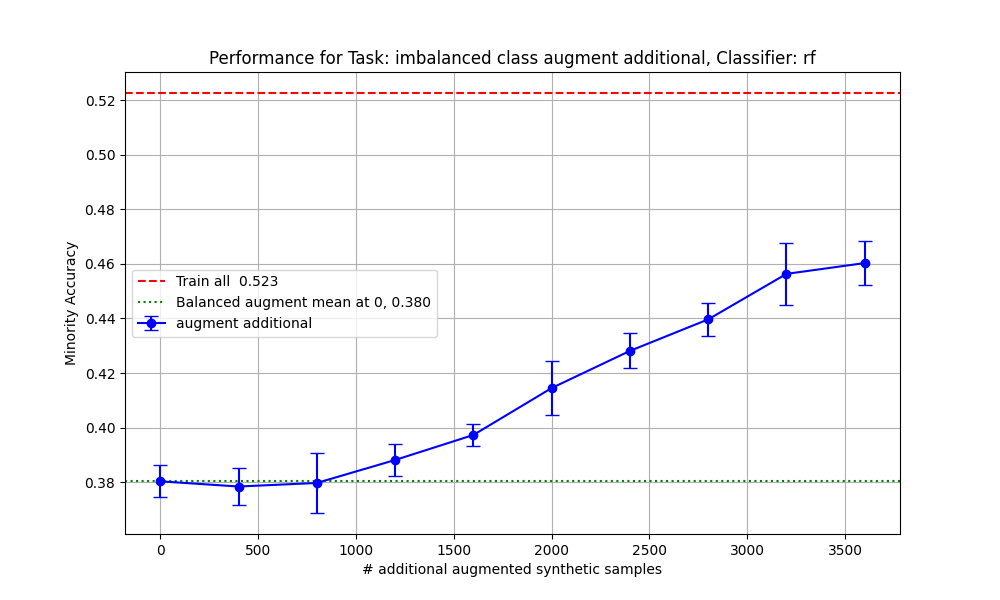 Performance for Task: imbalanced class augment additional, Classifier: rf
Minority Accuracy
0.52
0.50
0.48
0.46
0.44
0.42
0.40
0.38
Train all  0.523
Balanced augment mean at 0, 0.380
augment additional
0 500 1000 1500 2000 2500 3000 3500
# additional augmented synthetic samples